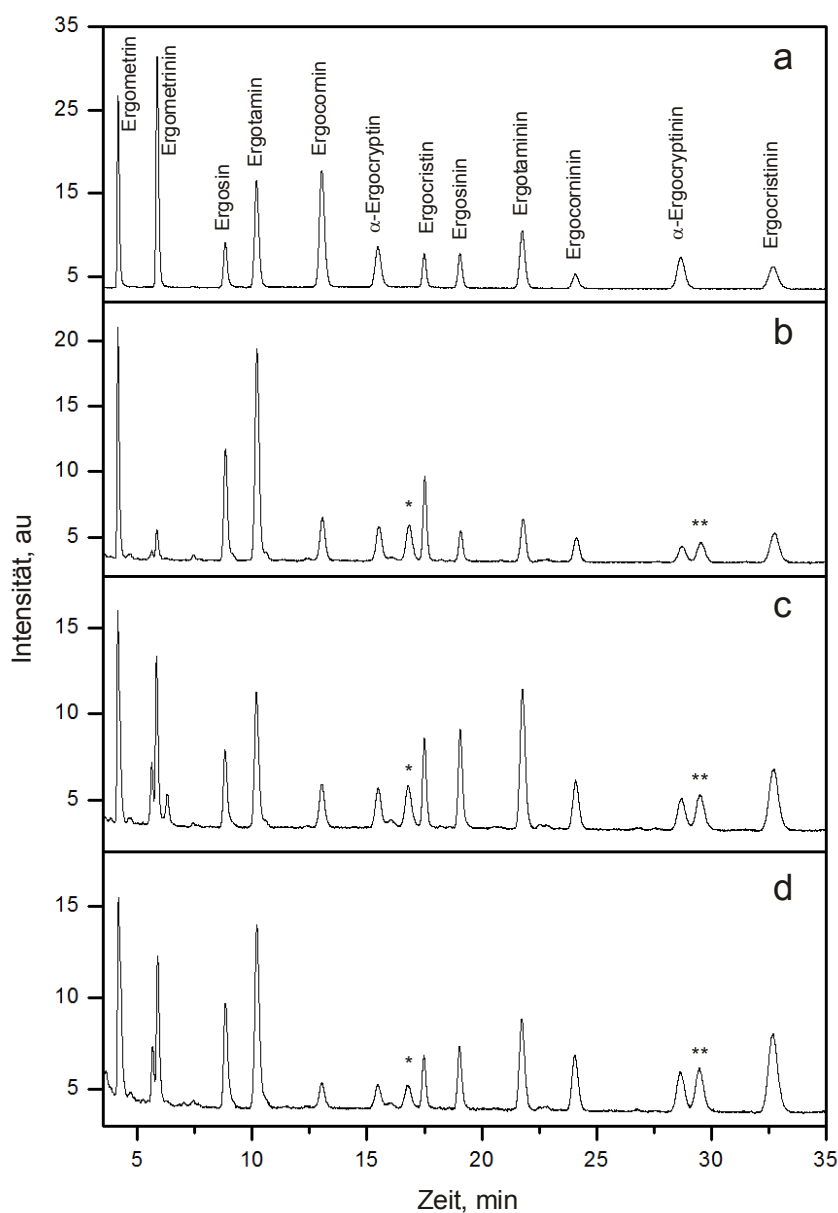 a
35
25
15
5
Ergometrin
Ergometrinin
Ergosin
Ergotamin
Ergocornin
α-Ergocryptin
Ergocristin
Ergosinin
Ergotaminin
Ergocorninin
α-Ergocryptinin
Ergocristinin
b
20
15
10
5
*
**
Intensität, au
c
15
10
5
*
**
d
15
10
5
*
**
5 10 15 20 25 30 35
Zeit, min